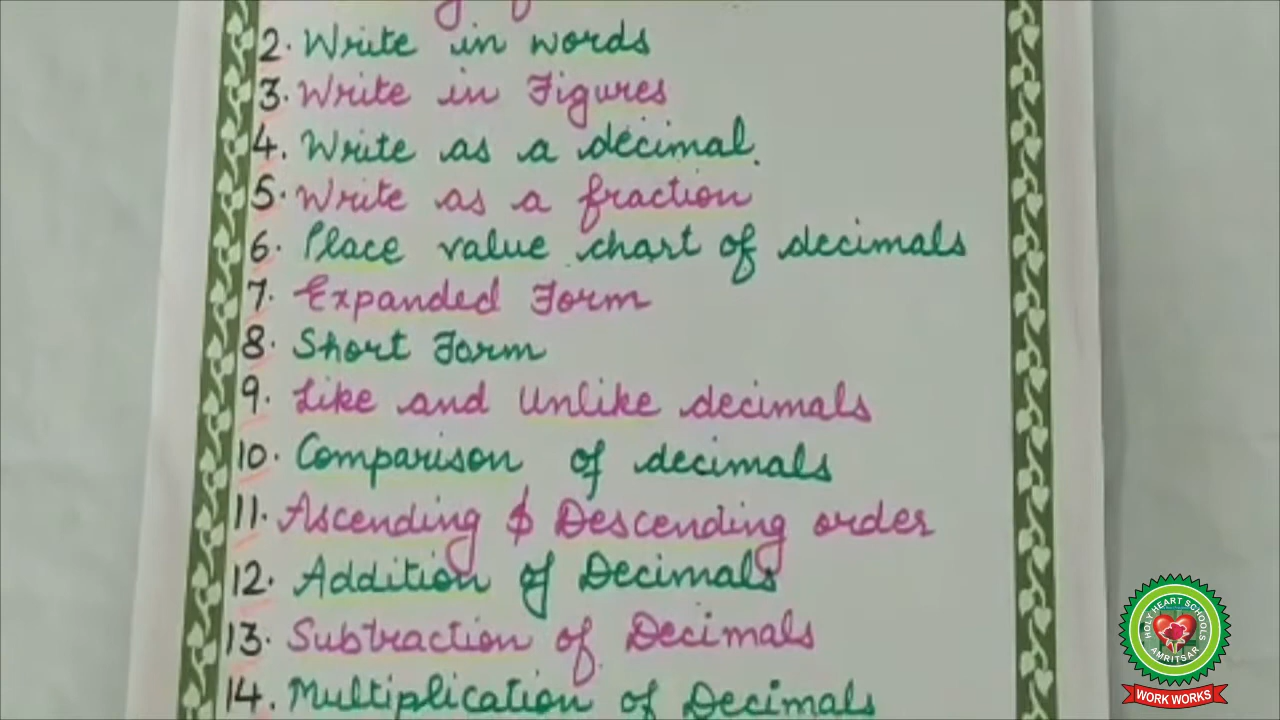 2. Write in words
3. Write in Figures
4. Write as a decimal.
5. Write as a fraction
6. Place value chart of decimals
7. Expanded Form
8. Short Form
9. Like and Unlike decimals
10. Comparison of decimals
11. Ascending & Descending order
12. Addition of Decimals
13. Subtraction of Decimals
14. Multiplication of Decimals
HOLY HEART SCHOOLS
AMRITSAR
WORK WORKS